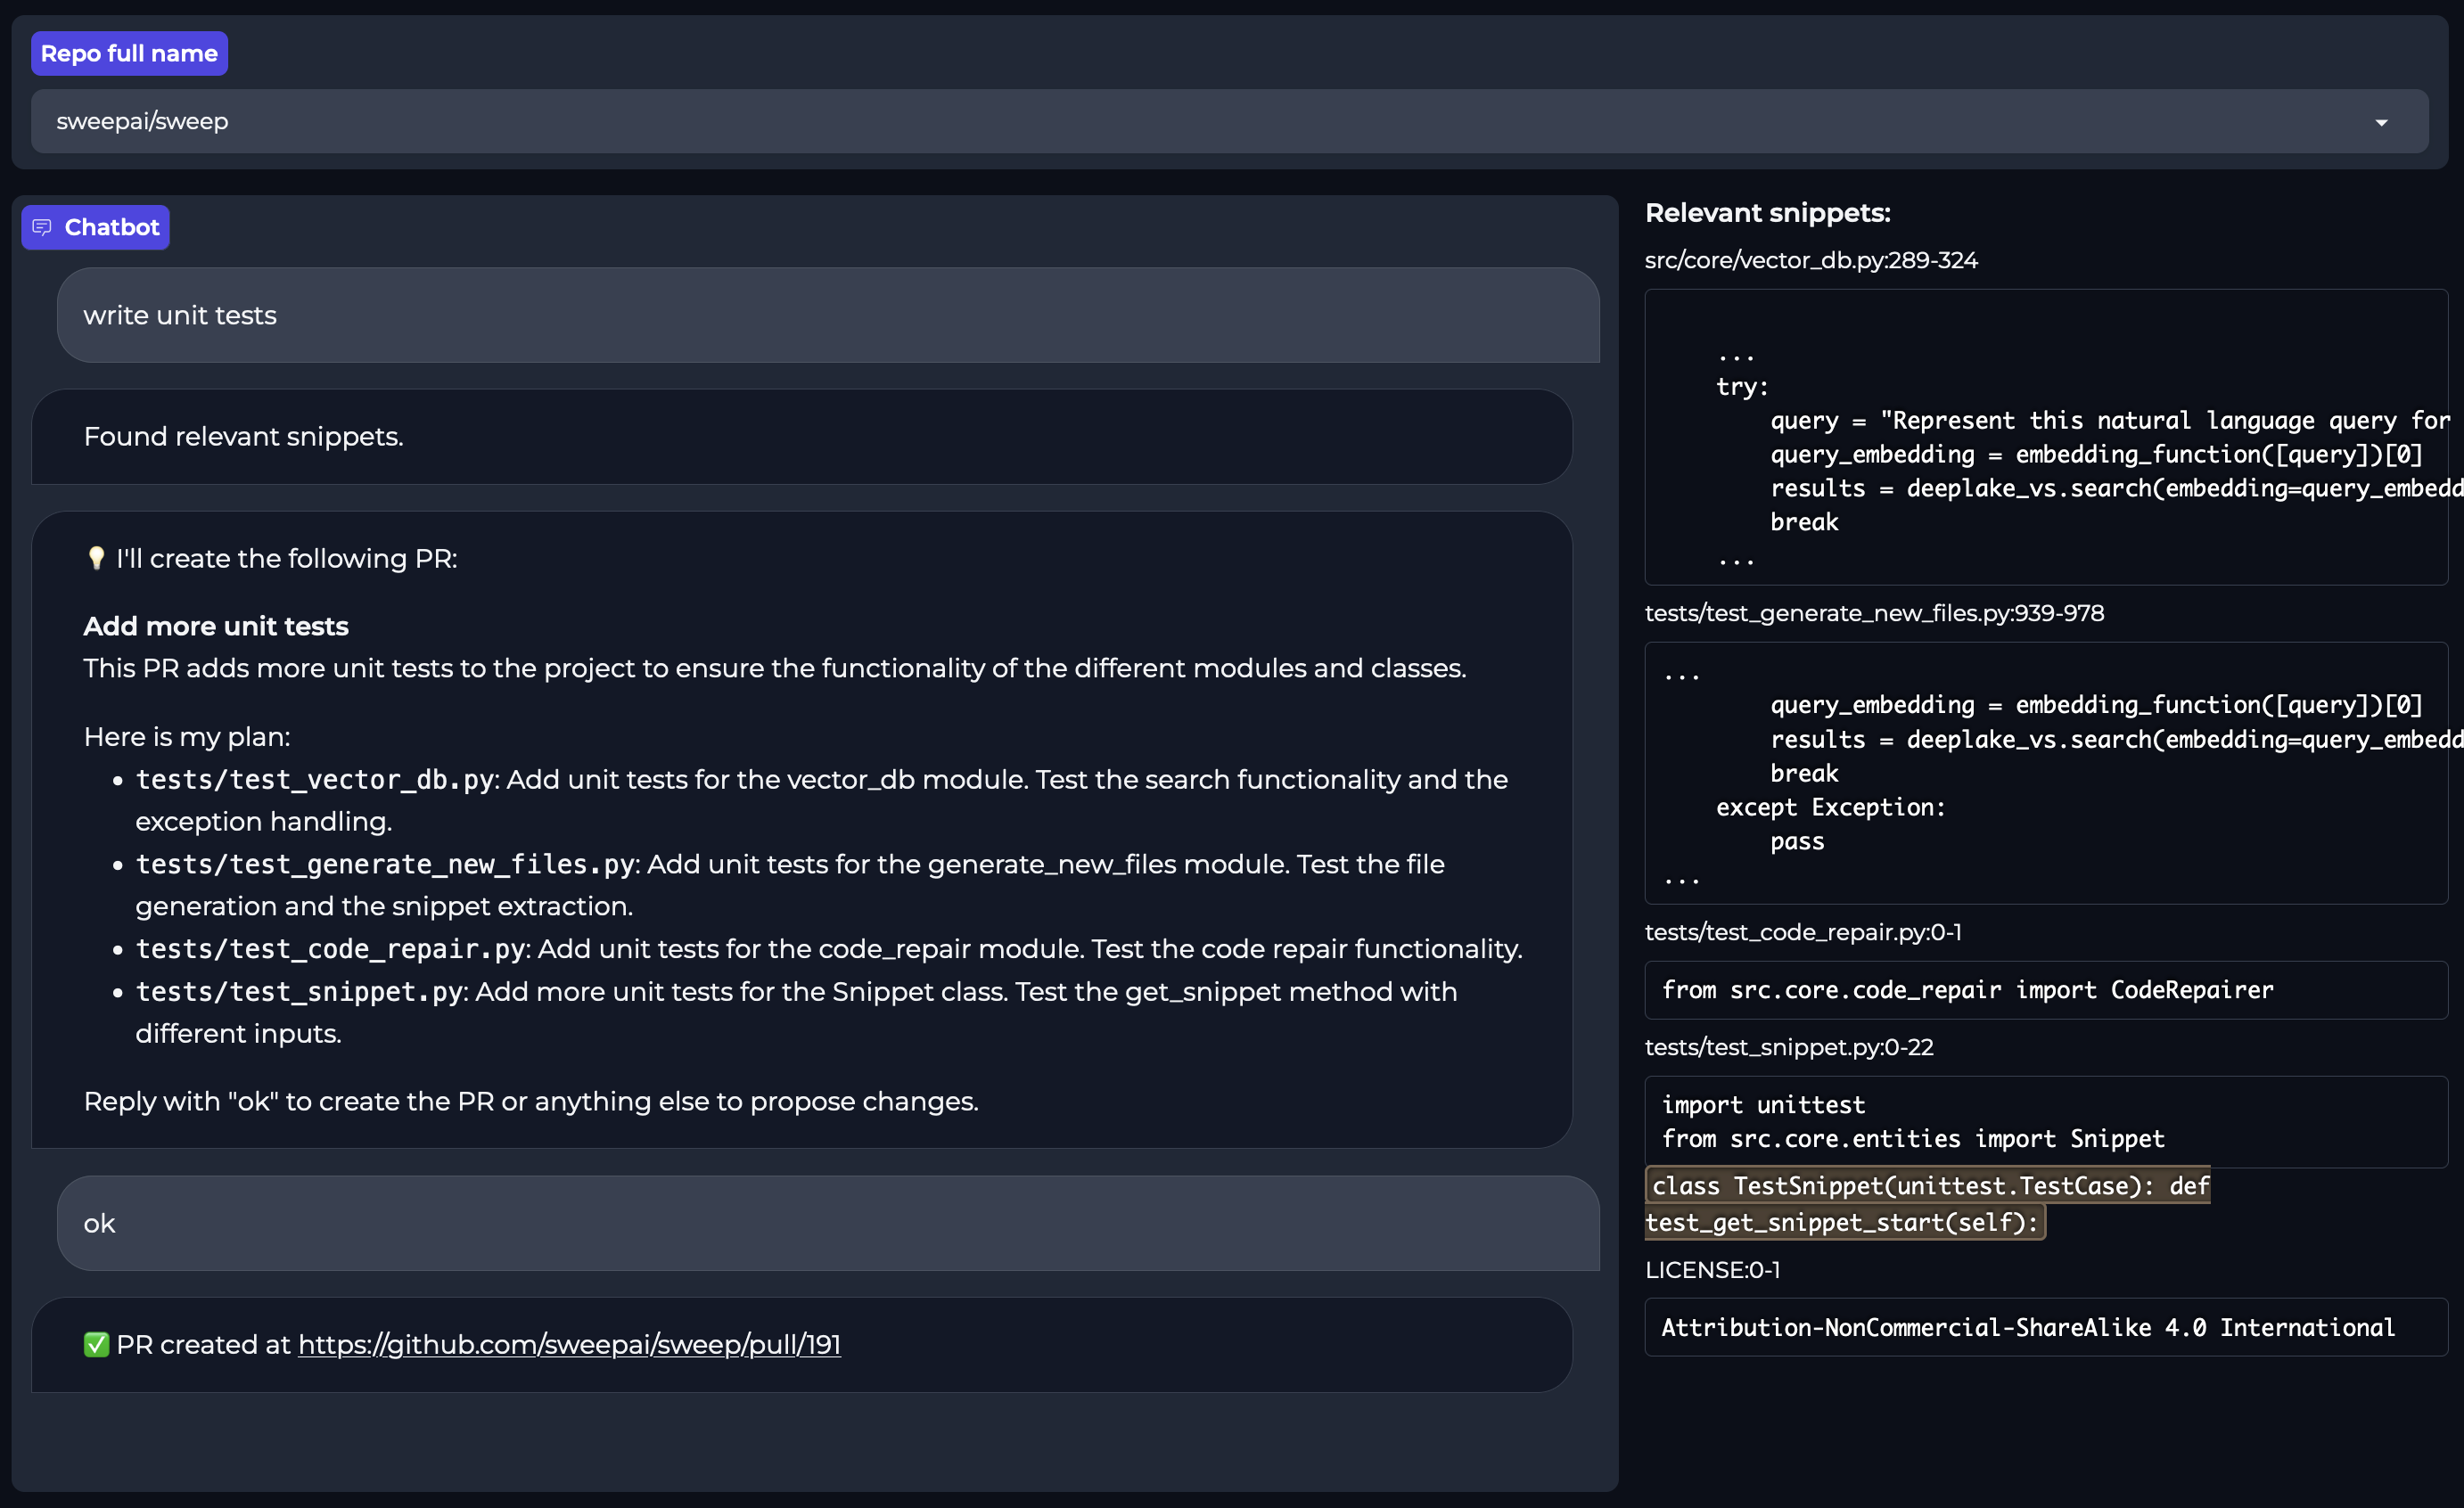 Repo full name
sweepai/sweep
Chatbot
write unit tests
Found relevant snippets.
💡 I'll create the following PR:
Add more unit tests
This PR adds more unit tests to the project to ensure the functionality of the different modules and classes.
Here is my plan:
• tests/test_vector_db.py: Add unit tests for the vector_db module. Test the search functionality and the
exception handling.
• tests/test_generate_new_files.py: Add unit tests for the generate_new_files module. Test the file
generation and the snippet extraction.
• tests/test_code_repair.py: Add unit tests for the code_repair module. Test the code repair functionality.
• tests/test_snippet.py: Add more unit tests for the Snippet class. Test the get_snippet method with
different inputs.
Reply with "ok" to create the PR or anything else to propose changes.
ok
✅ PR created at https://github.com/sweepai/sweep/pull/191
Relevant snippets:
src/core/vector_db.py:289-324
...
try:
query = "Represent this natural language query for
query_embedding = embedding_function([query])[0]
results = deeplake_vs.search(embedding=query_embedd
break
...
tests/test_generate_new_files.py:939-978
...
query_embedding = embedding_function([query])[0]
results = deeplake_vs.search(embedding=query_embedd
break
except Exception:
pass
...
tests/test_code_repair.py:0-1
from src.core.code_repair import CodeRepairer
tests/test_snippet.py:0-22
import unittest
from src.core.entities import Snippet
class TestSnippet(unittest.TestCase): def
test_get_snippet_start(self):
LICENSE:0-1
Attribution-NonCommercial-ShareAlike 4.0 International